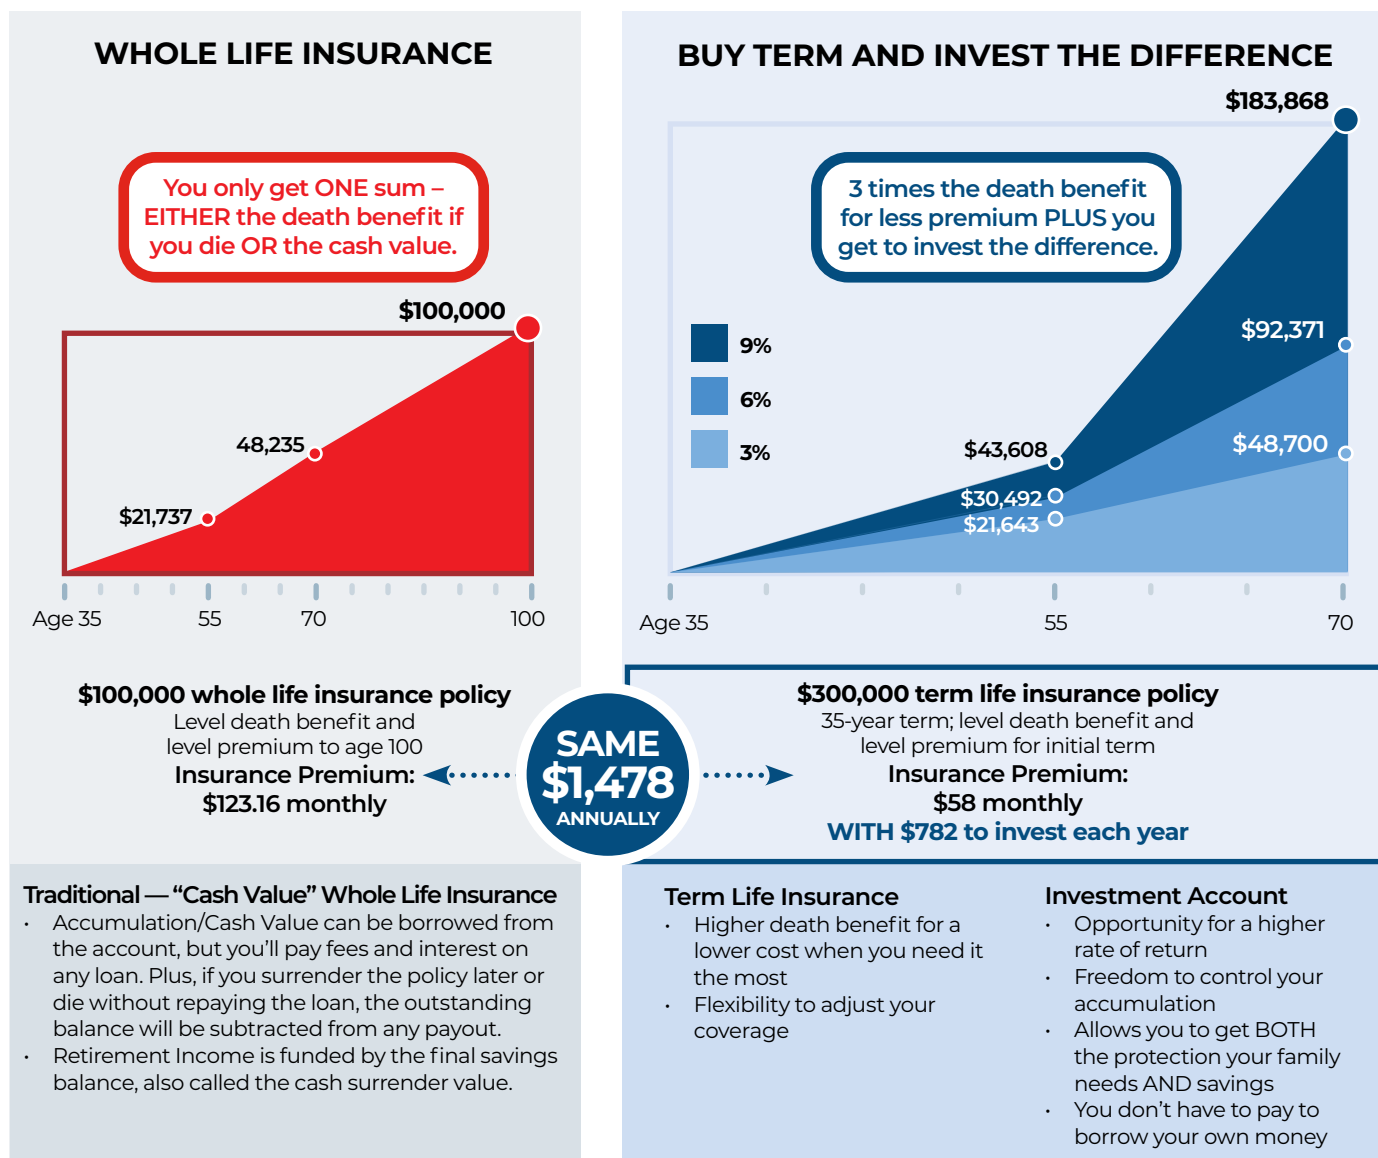 WHOLE LIFE INSURANCE
You only get ONE sum –
EITHER the death benefit if
you die OR the cash value.
$100,000
48,235
$21,737
Age 35
55
70
100
$100,000 whole life insurance policy
Level death benefit and
level premium to age 100
Insurance Premium:
$123.16 monthly
SAME
$1,478
ANNUALLY
BUY TERM AND INVEST THE DIFFERENCE
$183,868
3 times the death benefit
for less premium PLUS you
get to invest the difference.
9%
6%
3%
$92,371
$48,700
$43,608
$30,492
$21,643
Age 35
55
70
$300,000 term life insurance policy
35-year term; level death benefit and
level premium for initial term
Insurance Premium:
$58 monthly
WITH $782 to invest each year
Traditional — “Cash Value” Whole Life Insurance
• Accumulation/Cash Value can be borrowed from
the account, but you’ll pay fees and interest on
any loan. Plus, if you surrender the policy later or
die without repaying the loan, the outstanding
balance will be subtracted from any payout.
• Retirement Income is funded by the final savings
balance, also called the cash surrender value.
Term Life Insurance
• Higher death benefit for a
lower cost when you need it
the most
• Flexibility to adjust your
coverage
Investment Account
• Opportunity for a higher
rate of return
• Freedom to control your
accumulation
• Allows you to get BOTH
the protection your family
needs AND savings
• You don’t have to pay to
borrow your own money